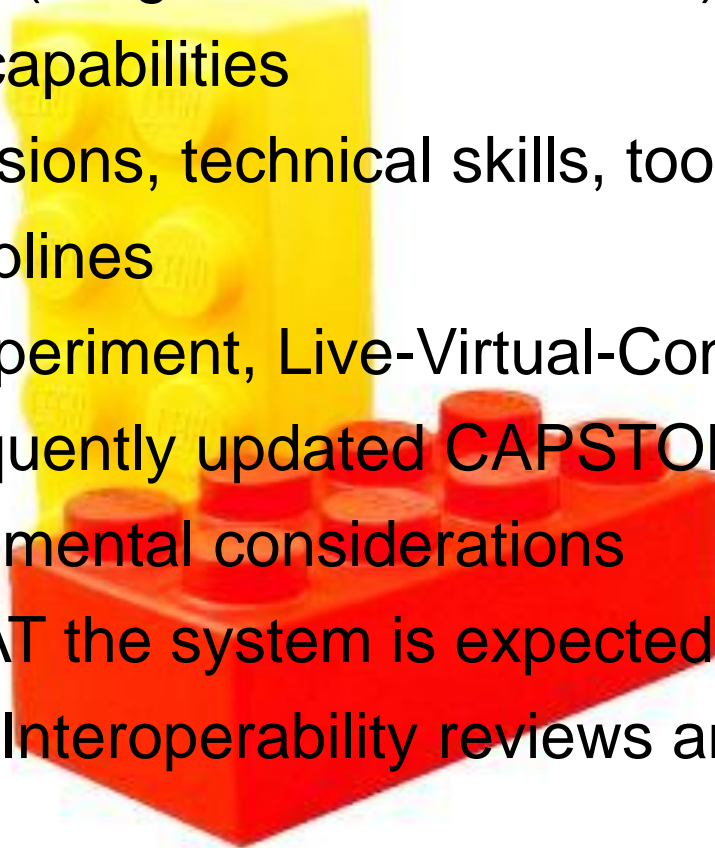 capabilities
sions, technical skills, too
plines
periment, Live-Virtual-Con
quently updated CAPSTO
mental considerations
AT the system is expected
Interoperability reviews a